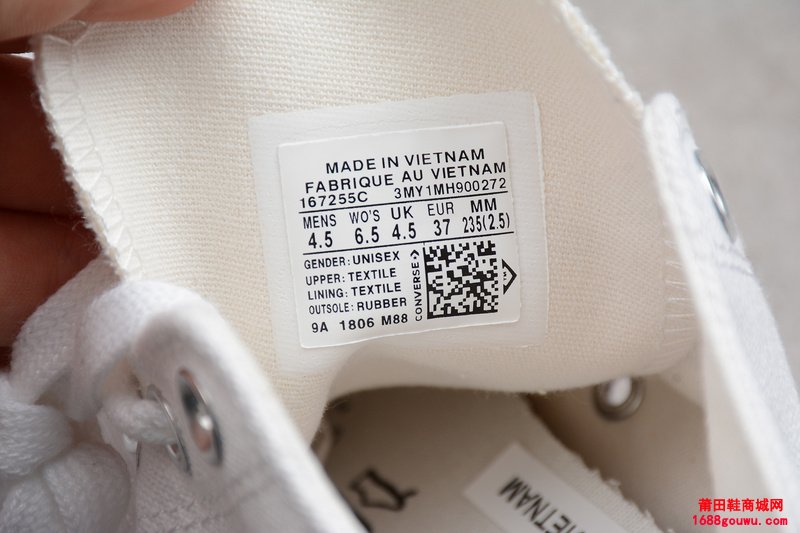 MADE IN VIETNAM
FABRIQUE AU VIETNAM
167255C 3MY1MH900272
MENS WO'S UK EUR MM
4.5 6.5 4.5 37 235(2.5)
GENDER: UNISEX
UPPER: TEXTILE
LINING: TEXTILE
OUTSOLE: RUBBER
9A 1806 M88
CONVERSE
VIETNAM
VIETNAM
莆田鞋商城网
1688gouwu.com